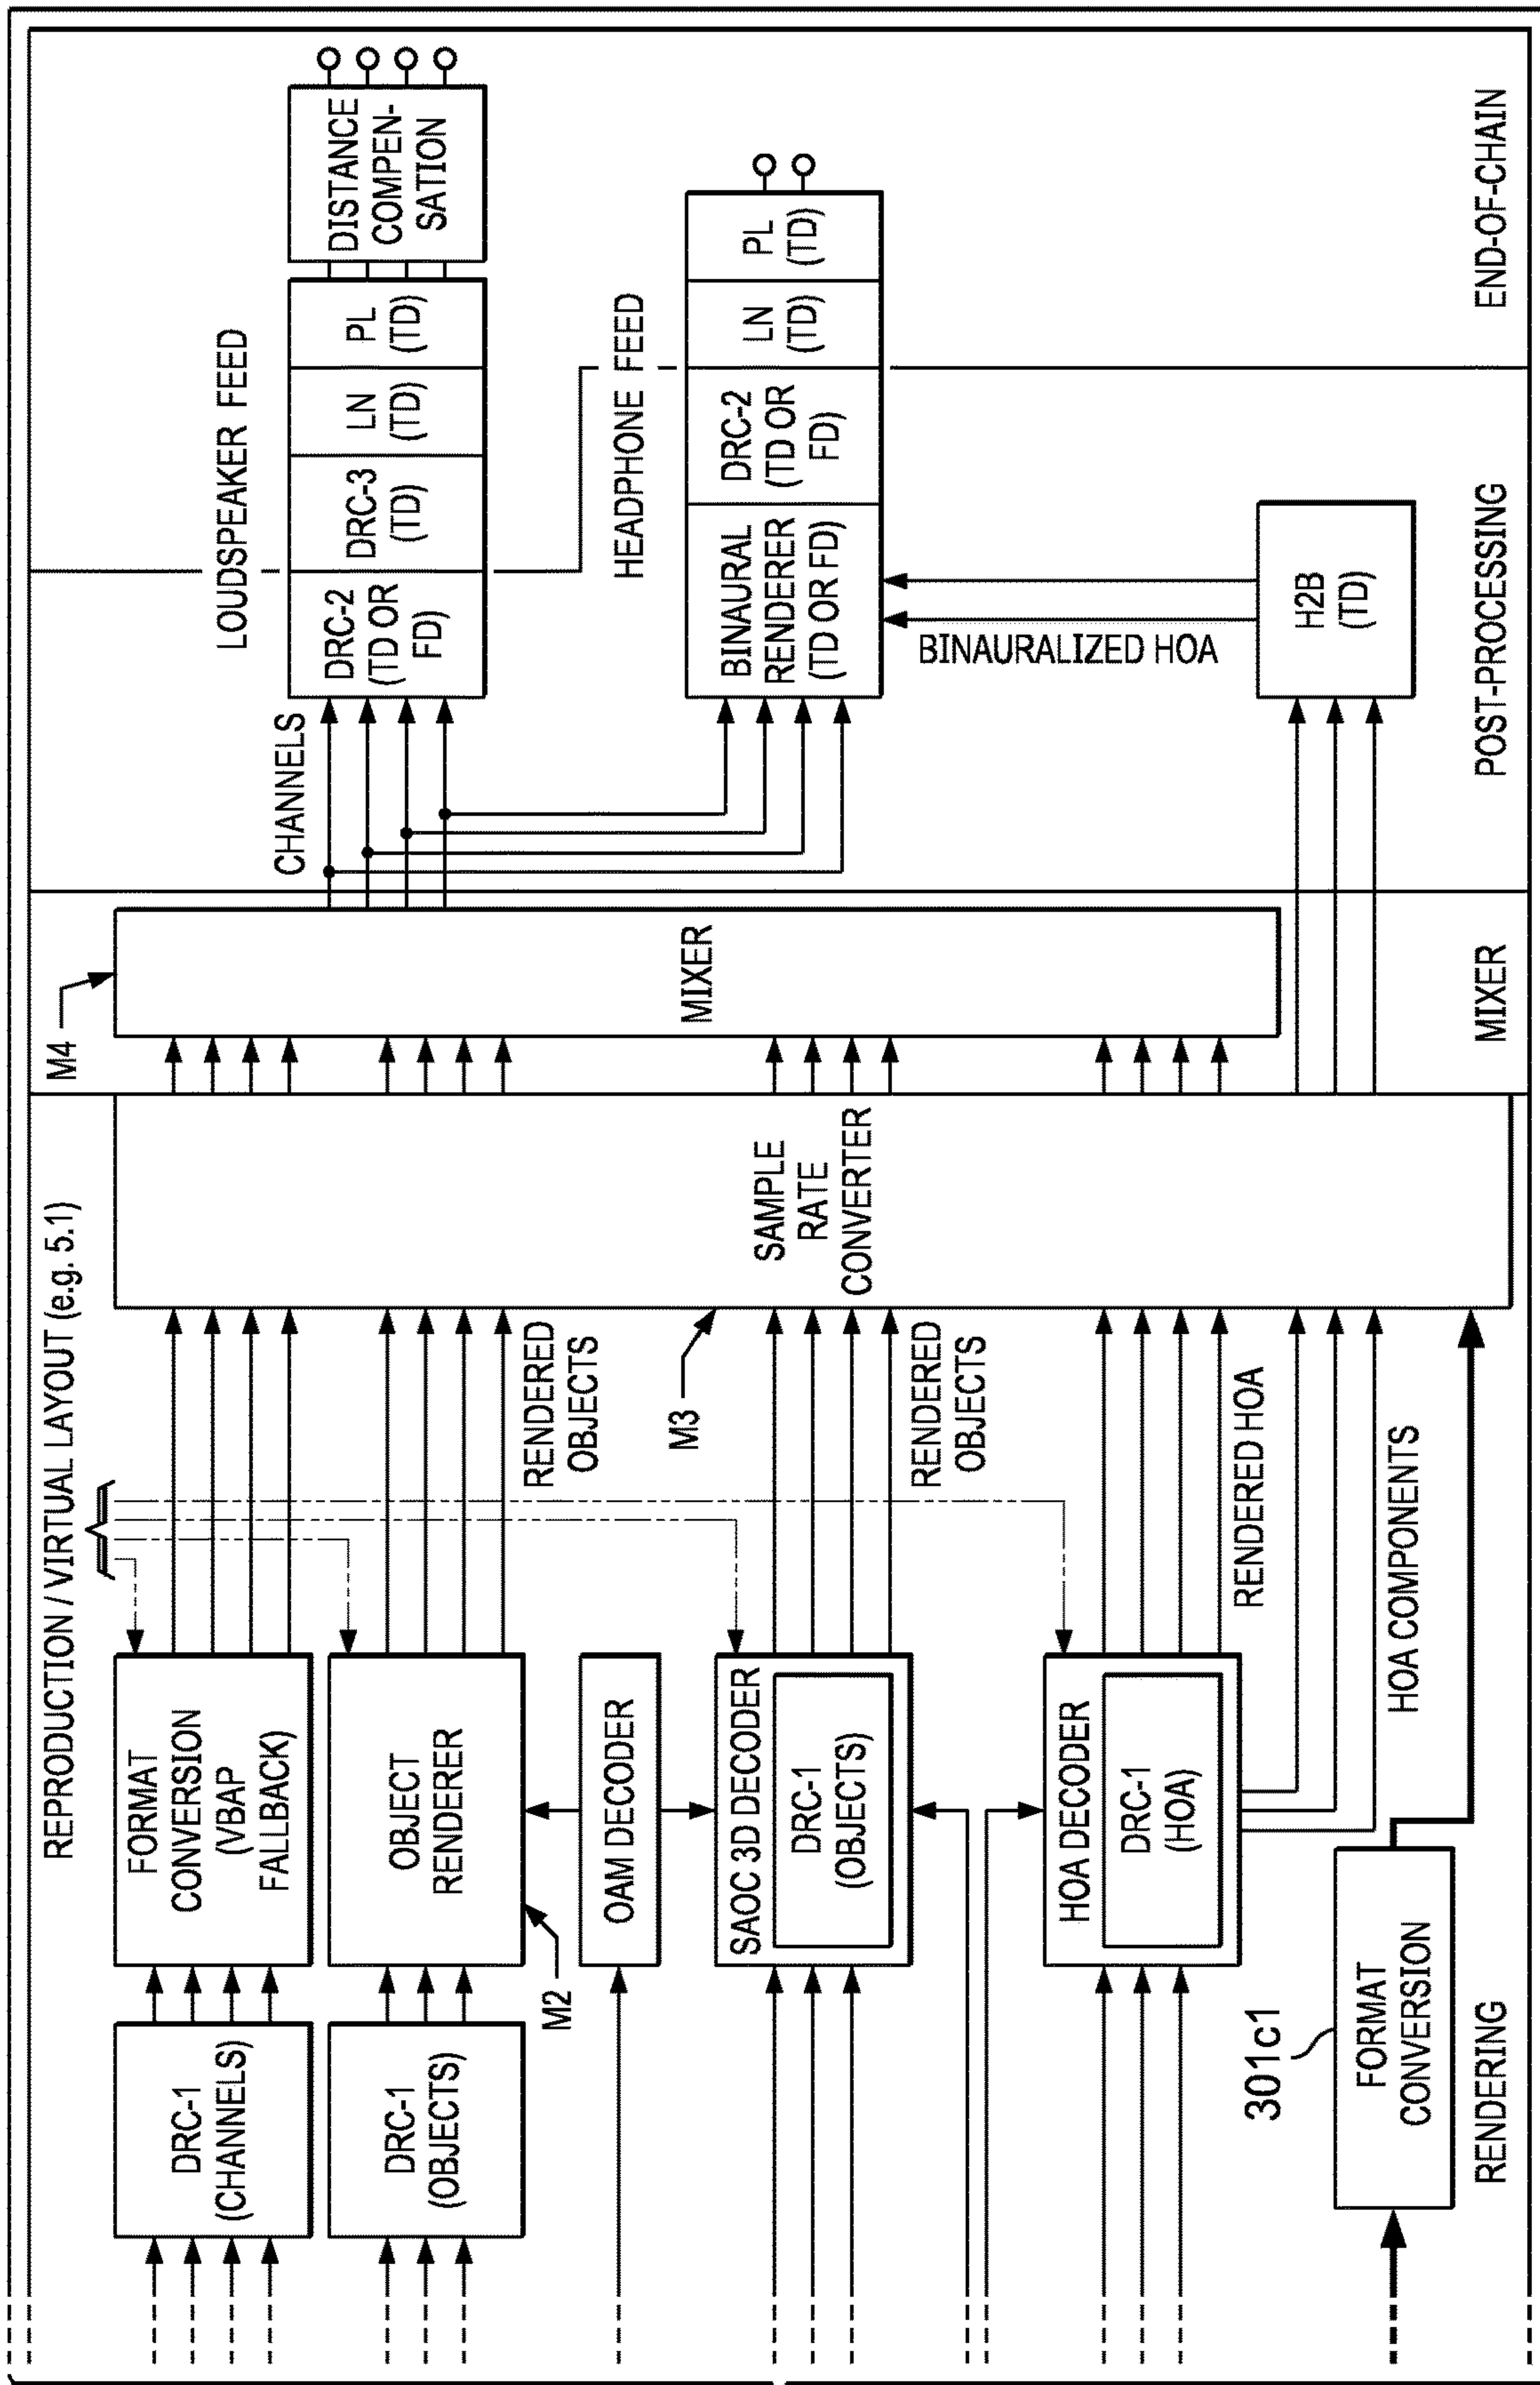 REPRODUCTION / VIRTUAL LAYOUT (e.g. 5.1)
DRC-1
(CHANNELS)
FORMAT
CONVERSION
(VBAP
FALLBACK)
DRC-1
(OBJECTS)
OBJECT
RENDERER
RENDERED
OBJECTS
M2
OAM DECODER
SAOC 3D DECODER
DRC-1
(OBJECTS)
M3
RENDERED
OBJECTS
HOA DECODER
DRC-1
(HOA)
RENDERED HOA
HOA COMPONENTS
301c1
FORMAT
CONVERSION
RENDERING
SAMPLE
RATE
CONVERTER
M4
MIXER
MIXER
CHANNELS
LOUDSPEAKER FEED
DRC-2
(TD OR
FD)
DRC-3
(TD)
LN
(TD)
PL
(TD)
DISTANCE
COMPEN-
SATION
HEADPHONE FEED
BINAURAL
RENDERER
(TD OR FD)
DRC-2
(TD OR
FD)
LN
(TD)
PL
(TD)
BINAURALIZED HOA
H2B
(TD)
POST-PROCESSING
END-OF-CHAIN